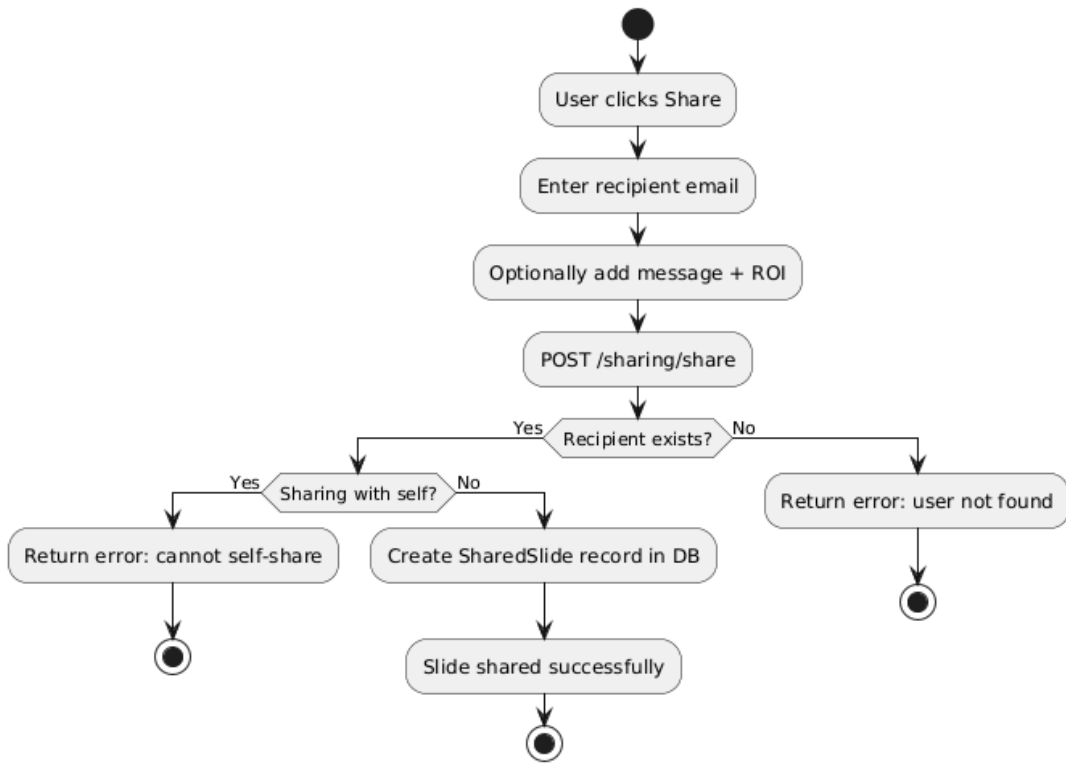 User clicks Share
Enter recipient email
Optionally add message + ROI
POST /sharing/share
Yes
Recipient exists?
No
Yes
Sharing with self?
No
Return error: user not found
Return error: cannot self-share
Create SharedSlide record in DB
Slide shared successfully